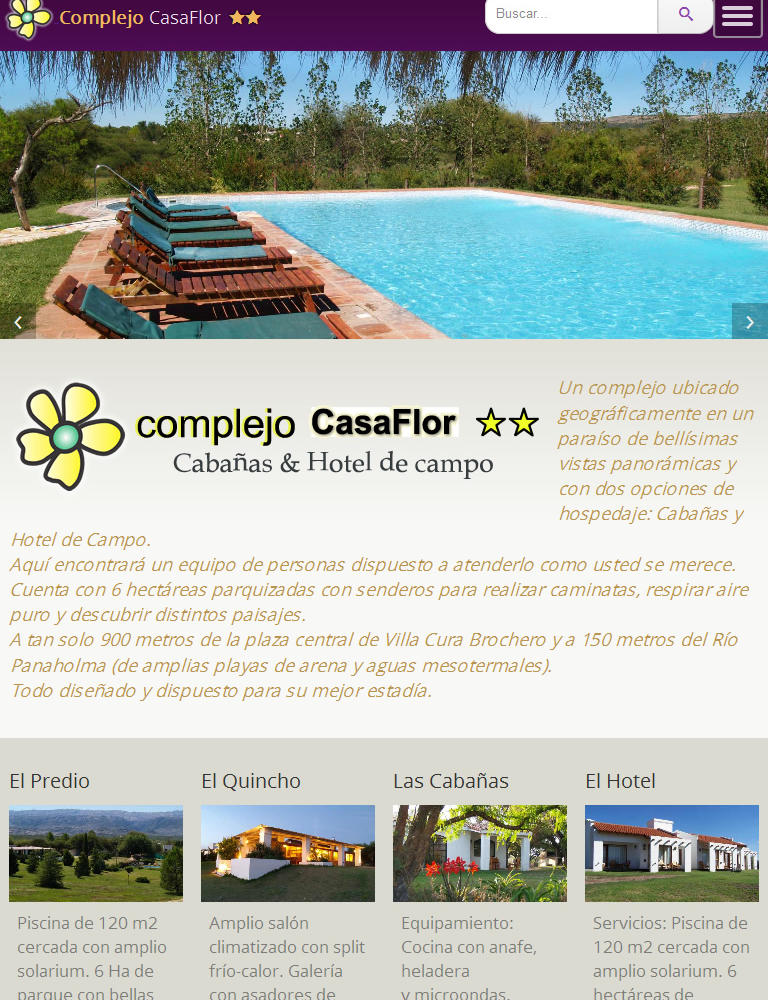 Complejo CasaFlor
Buscar...
complejo CasaFlor
Cabañas & Hotel de campo
Un complejo ubicado
geográficamente en un
paraíso de bellísimas
vistas panorámicas y
con dos opciones de
hospedaje: Cabañas y
Hotel de Campo.
Aquí encontrará un equipo de personas dispuesto a atenderlo como usted se merece.
Cuenta con 6 hectáreas parquizadas con senderos para realizar caminatas, respirar aire
puro y descubrir distintos paisajes.
A tan solo 900 metros de la plaza central de Villa Cura Brochero y a 150 metros del Río
Panaholma (de amplias playas de arena y aguas mesotermales).
Todo diseñado y dispuesto para su mejor estadía.
El Predio
Piscina de 120 m2
cercada con amplio
solarium. 6 Ha de
parque con bellas
El Quincho
Amplio salón
climatizado con split
frío-calor. Galería
con asadores de
Las Cabañas
Equipamiento:
Cocina con anafe,
heladera
y microondas.
El Hotel
Servicios: Piscina de
120 m2 cercada con
amplio solarium. 6
hectáreas de